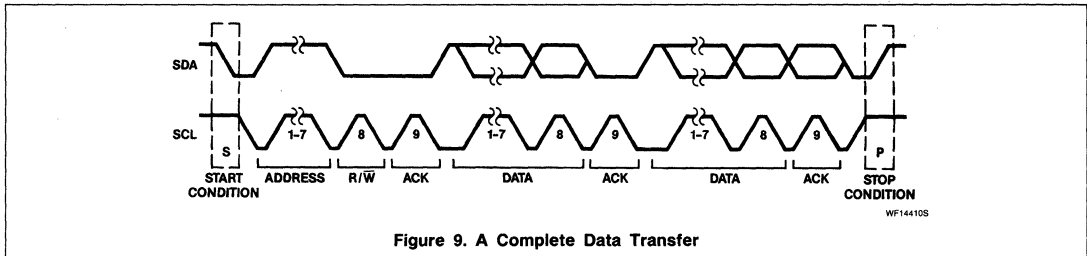 SDA
SCL
1–7 8 9 1–7 8 9 1–7 8 9
S P
START CONDITION
ADDRESS
R/W̅
ACK
DATA
ACK
DATA
ACK
STOP CONDITION
WF14410S
Figure 9. A Complete Data Transfer